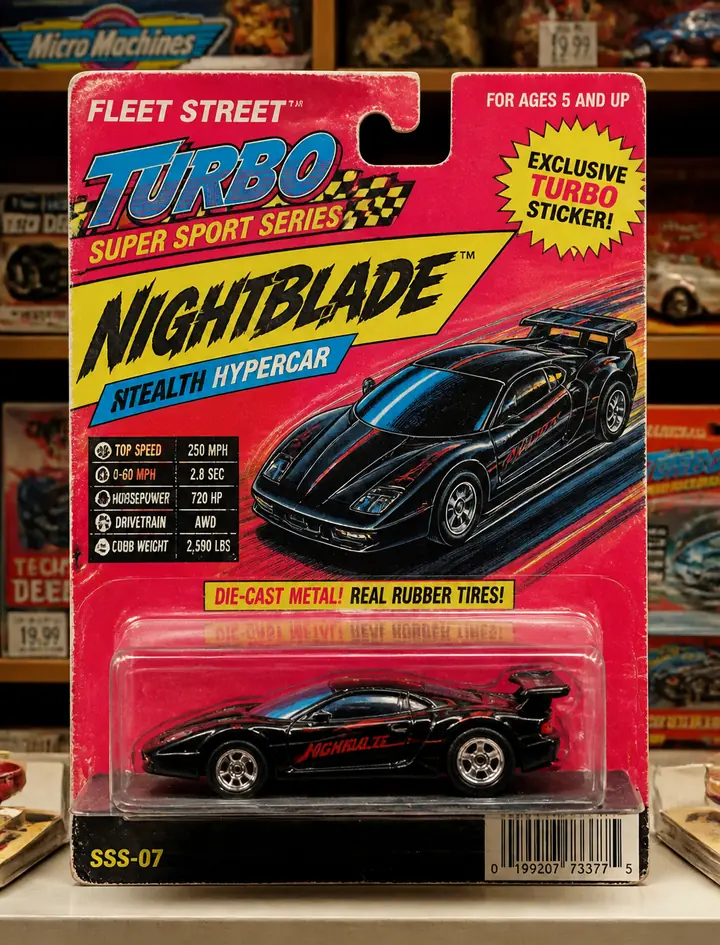 Micro Machines
19.99
FLEET STREET™
FOR AGES 5 AND UP
TURBO
SUPER SPORT SERIES
EXCLUSIVE
TURBO
STICKER!
NIGHTBLADE™
STEALTH HYPERCAR
TOP SPEED 250 MPH
0-60 MPH 2.8 SEC
HORSEPOWER 720 HP
DRIVETRAIN AWD
COBB WEIGHT 2,590 LBS
DIE-CAST METAL! REAL RUBBER TIRES!
19.99
SSS-07
0 199207 73377 5